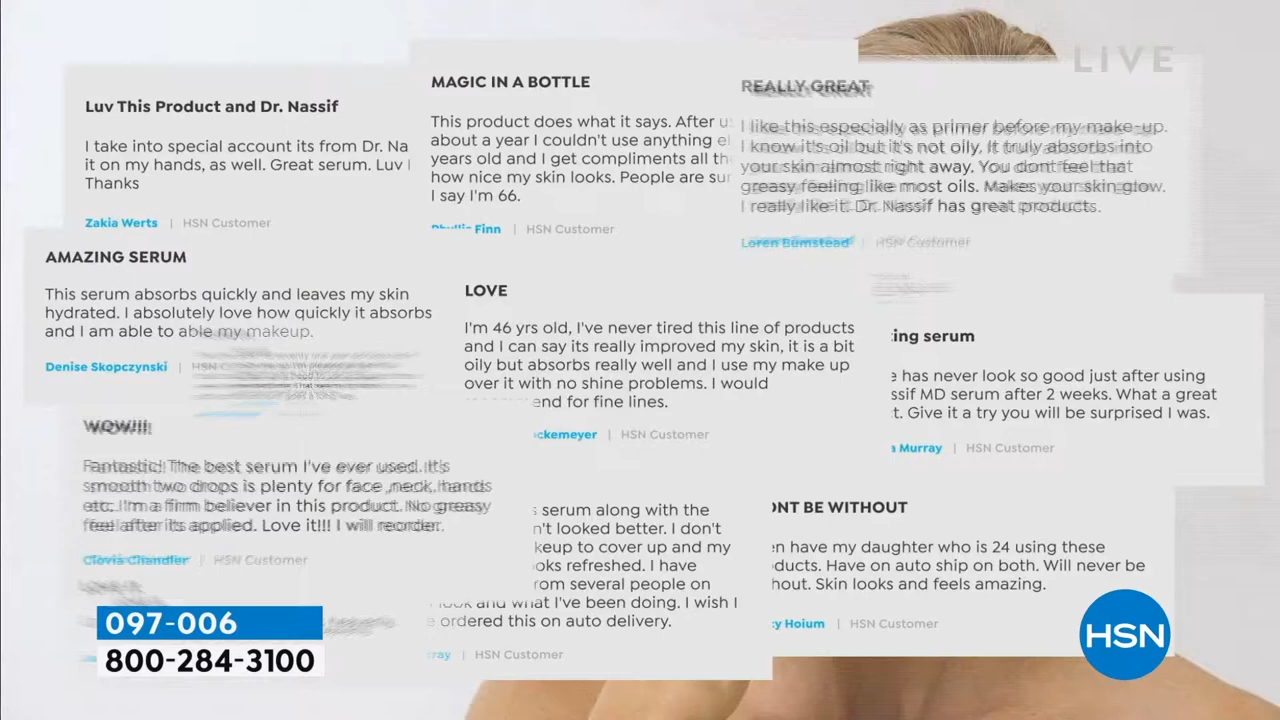 LIVE
Luv This Product and Dr. Nassif
I take into special account its from Dr. Na
it on my hands, as well. Great serum. Luv
Thanks
Zakia Werts | HSN Customer
MAGIC IN A BOTTLE
This product does what it says. After
about a year I couldn't use anything
years old and I get compliments all
how nice my skin looks. People are
I say I'm 66.
Finn | HSN Customer
REALLY GREAT
I like this especially as primer before my make-up.
I know it's oil but it's not oily, It truly absorbs into
your skin almost right away. You dont feel that
greasy feeling like most oils. Makes your skin glow.
I really like it. Dr. Nassif has great products.
Loren Bumstead | HSN Customer
AMAZING SERUM
This serum absorbs quickly and leaves my skin
hydrated. I absolutely love how quickly it absorbs
and I am able to able my makeup.
Denise Skopczynski |
LOVE
I'm 46 yrs old, I've never tired this line of products
and I can say its really improved my skin, it is a bit
oily but absorbs really well and I use my make up
over it with no shine problems. I would
end for fine lines.
ckemeyer | HSN Customer
ing serum
has never look so good just after using
ssif MD serum after 2 weeks. What a great
t. Give it a try you will be surprised I was.
Murray | HSN Customer
WOW!!!
Fantastic! The best serum I've ever used. It's
smooth two drops is plenty for face ,neck, hands
etc. I'm a firm believer in this product. No greasy
feel after its applied. Love it!!! I will reorder.
Clovia Chandler | HSN Customer
serum along with the
n't looked better. I don't
keup to cover up and my
oks refreshed. I have
rom several people on
look and what I've been doing. I wish I
ordered this on auto delivery.
ray | HSN Customer
ONT BE WITHOUT
en have my daughter who is 24 using these
ducts. Have on auto ship on both. Will never be
hout. Skin looks and feels amazing.
cy Hoium | HSN Customer
097-006
800-284-3100
HSN